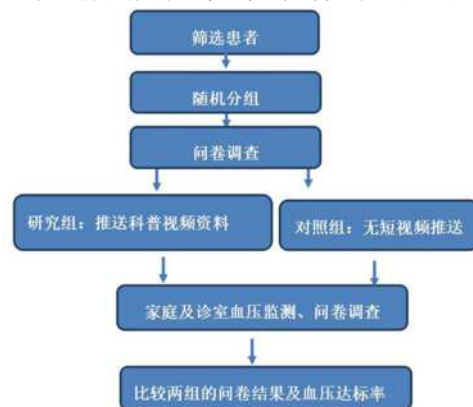 筛选患者
随机分组
问卷调查
研究组：推送科普视频资料
对照组：无短视频推送
家庭及诊室血压监测、问卷调查
比较两组的问卷结果及血压达标率